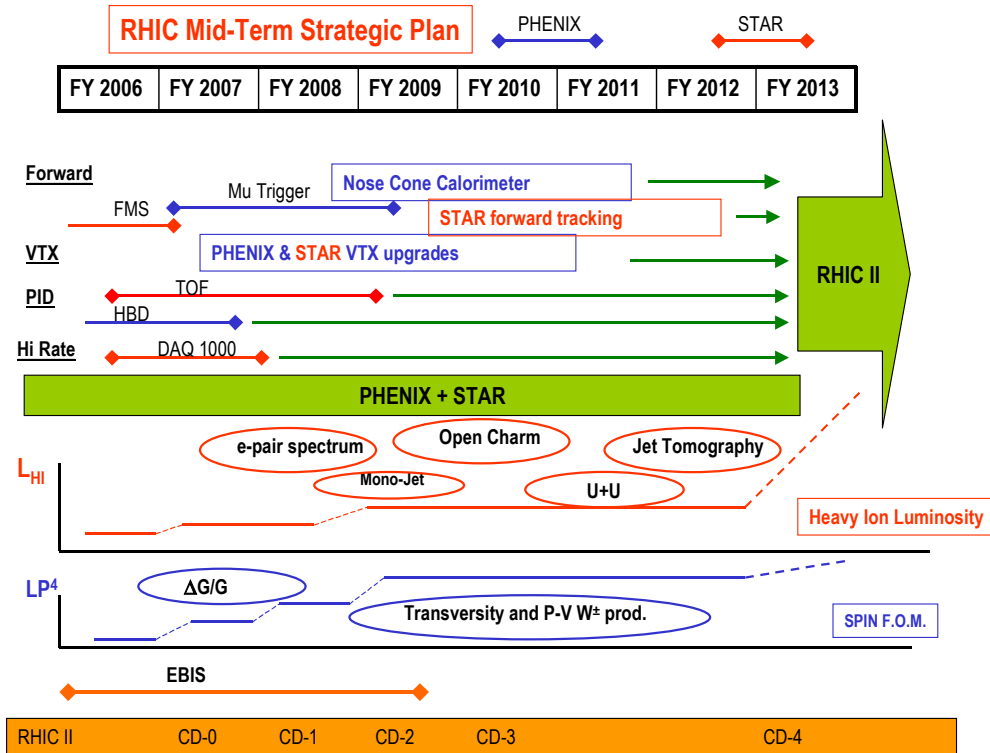 RHIC Mid-Term Strategic Plan
PHENIX
STAR
FY 2006 FY 2007 FY 2008 FY 2009 FY 2010 FY 2011 FY 2012 FY 2013
Forward
Mu Trigger
Nose Cone Calorimeter
FMS
STAR forward tracking
VTX
PHENIX & STAR VTX upgrades
RHIC II
PID
TOF
HBD
Hi Rate
DAQ 1000
PHENIX + STAR
e-pair spectrum
Open Charm
Jet Tomography
L_HI
Mono-Jet
U+U
Heavy Ion Luminosity
LP⁴
ΔG/G
Transversity and P-V W± prod.
SPIN F.O.M.
EBIS
RHIC II CD-0 CD-1 CD-2 CD-3 CD-4